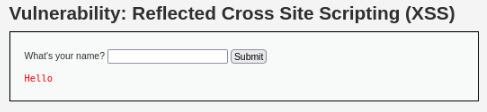 Vulnerability: Reflected Cross Site Scripting (XSS)
What's your name? Submit
Hello